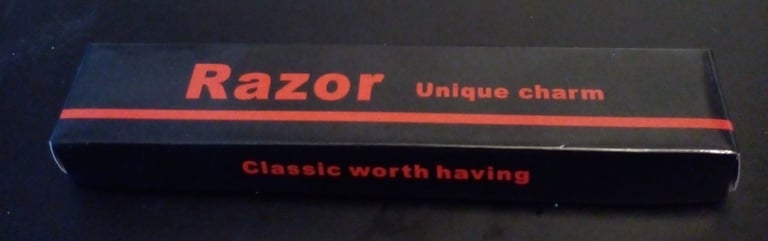 Razor Unique charm
Classic worth having